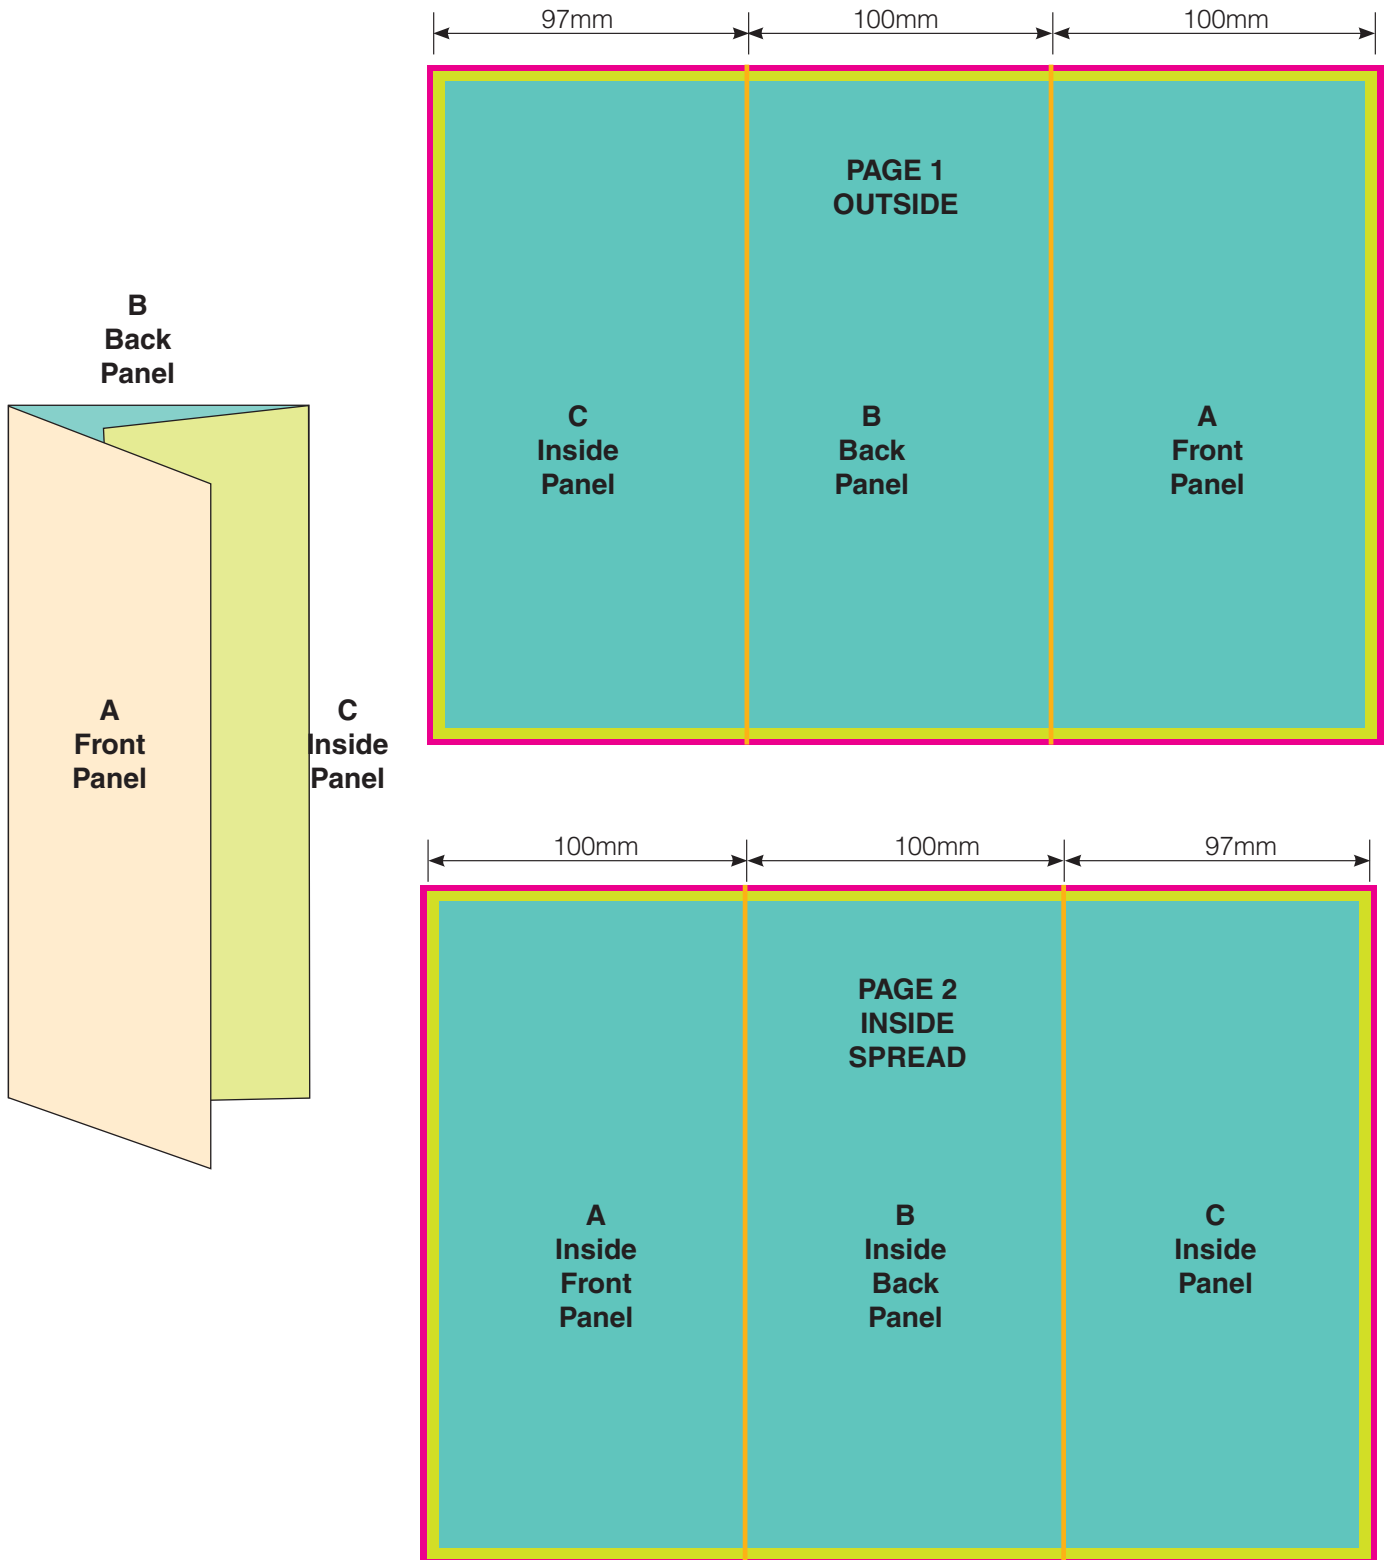 B
Back
Panel
A
Front
Panel
C
Inside
Panel
97mm 100mm 100mm
PAGE 1
OUTSIDE
C
Inside
Panel
B
Back
Panel
A
Front
Panel
100mm 100mm 97mm
PAGE 2
INSIDE
SPREAD
A
Inside
Front
Panel
B
Inside
Back
Panel
C
Inside
Panel